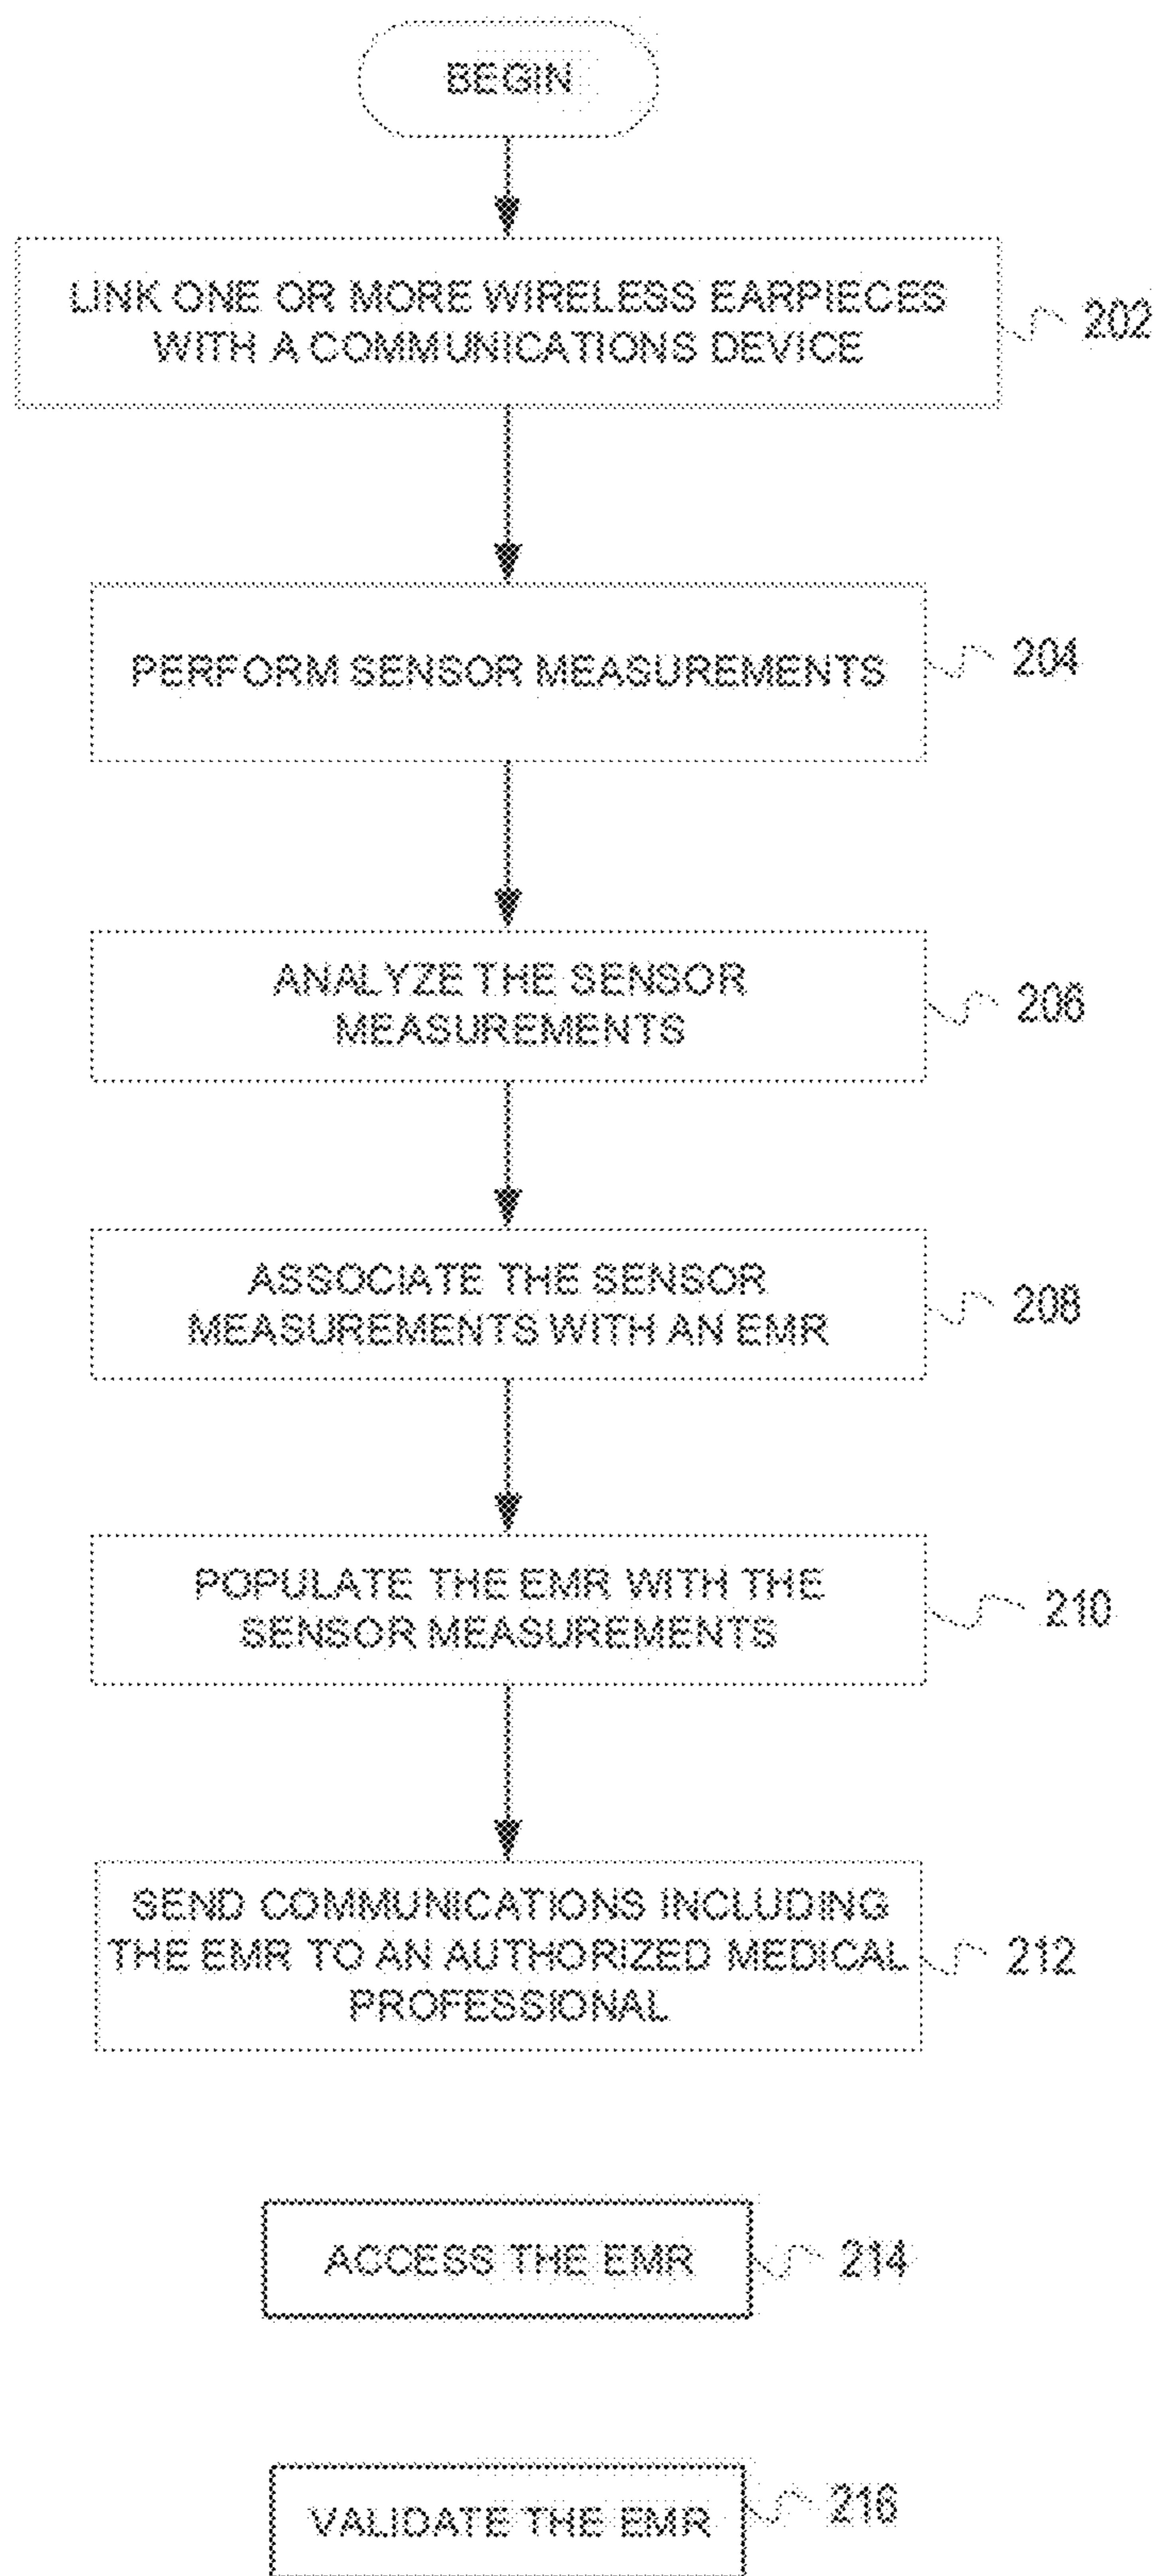 BEGIN
LINK ONE OR MORE WIRELESS EARPIECES
WITH A COMMUNICATIONS DEVICE
202
PERFORM SENSOR MEASUREMENTS
204
ANALYZE THE SENSOR
MEASUREMENTS
206
ASSOCIATE THE SENSOR
MEASUREMENTS WITH AN EMR
208
POPULATE THE EMR WITH THE
SENSOR MEASUREMENTS
210
SEND COMMUNICATIONS INCLUDING
THE EMR TO AN AUTHORIZED MEDICAL
PROFESSIONAL
212
ACCESS THE EMR
214
VALIDATE THE EMR
216